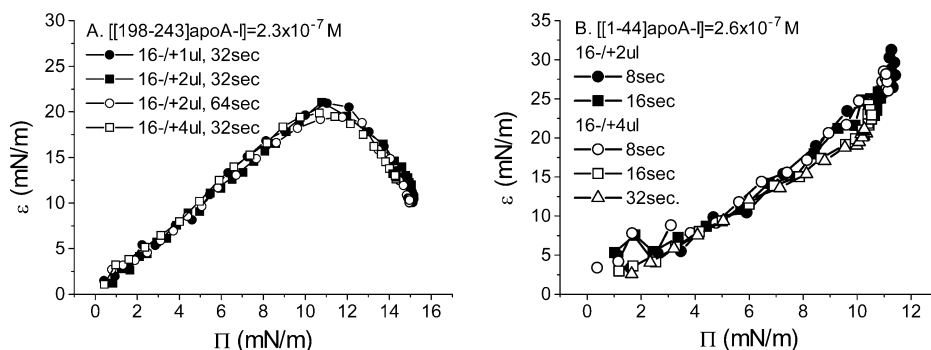 A. [[198-243]apoA-I]=2.3x10⁻⁷ M
16-/+1ul, 32sec
16-/+2ul, 32sec
16-/+2ul, 64sec
16-/+4ul, 32sec
30
25
20
15
10
5
0
ε (mN/m)
0 2 4 6 8 10 12 14 16
Π (mN/m)
B. [[1-44]apoA-I]=2.6x10⁻⁷ M
16-/+2ul
8sec
16sec
16-/+4ul
8sec
16sec
32sec.
35
30
25
20
15
10
5
0
ε (mN/m)
0 2 4 6 8 10 12
Π (mN/m)